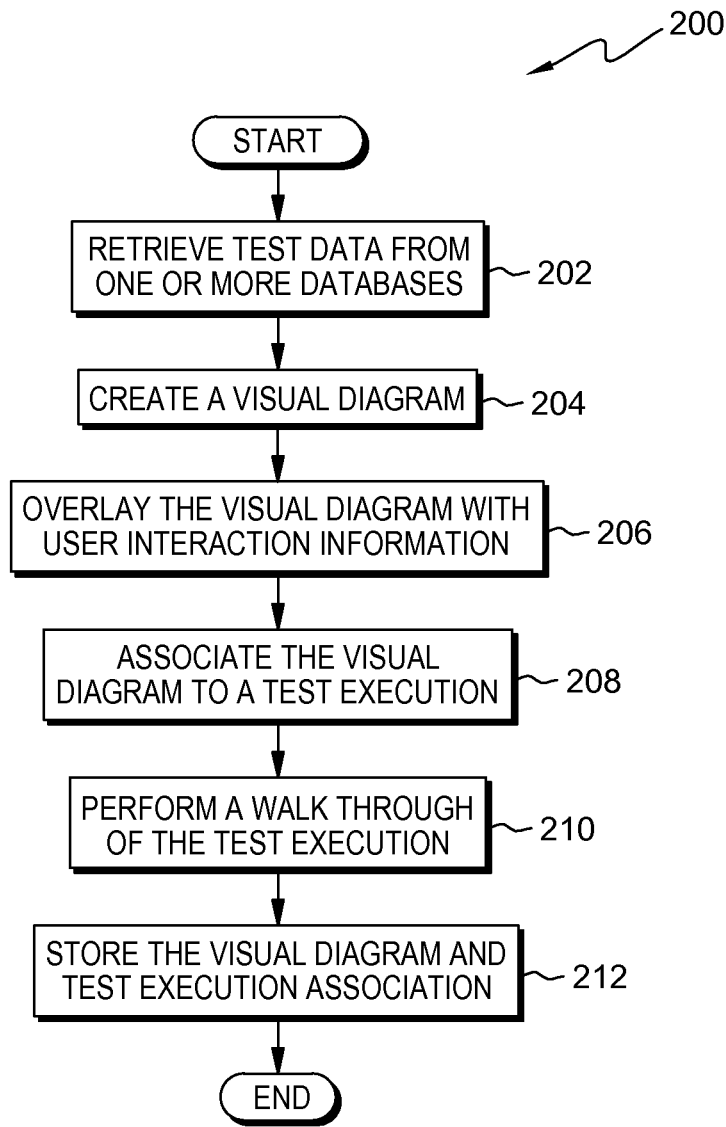 200
START
RETRIEVE TEST DATA FROM
ONE OR MORE DATABASES
202
CREATE A VISUAL DIAGRAM
204
OVERLAY THE VISUAL DIAGRAM WITH
USER INTERACTION INFORMATION
206
ASSOCIATE THE VISUAL
DIAGRAM TO A TEST EXECUTION
208
PERFORM A WALK THROUGH
OF THE TEST EXECUTION
210
STORE THE VISUAL DIAGRAM AND
TEST EXECUTION ASSOCIATION
212
END